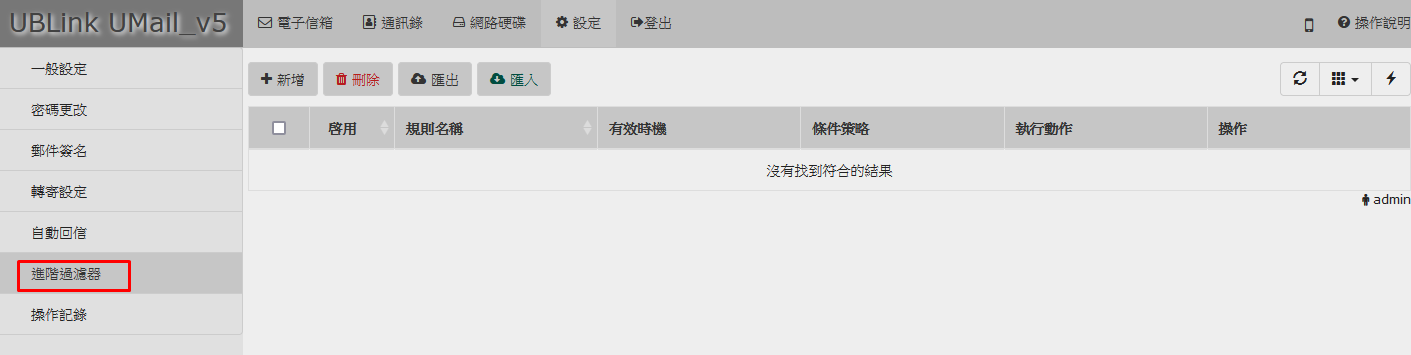 UBLink UMail_v5 電子信箱 通訊錄 網路硬碟 設定 登出 操作說明
一般設定
密碼更改
郵件簽名
轉寄設定
自動回信
進階過濾器
操作記錄
新增 刪除 匯出 匯入
啓用 規則名稱 有效時機 條件策略 執行動作 操作
沒有找到符合的結果
admin